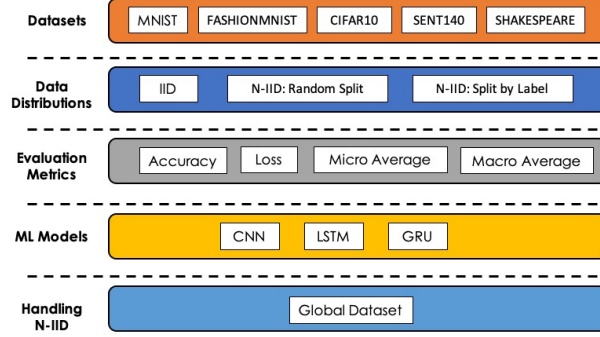 Datasets MNIST FASHIONMNIST CIFAR10 SENT140 SHAKESPEARE
Data
Distributions
IID N-IID: Random Split N-IID: Split by Label
Evaluation
Metrics
Accuracy Loss Micro Average Macro Average
ML Models CNN LSTM GRU
Handling
N-IID
Global Dataset